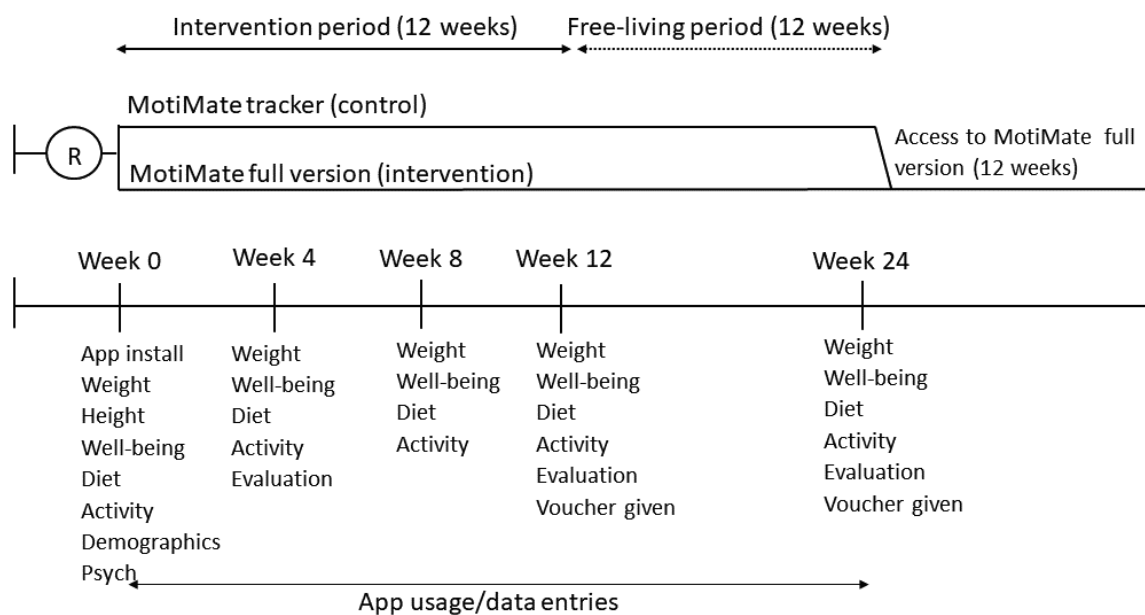 Intervention period (12 weeks)
Free-living period (12 weeks)
MotiMate tracker (control)
R
MotiMate full version (intervention)
Access to MotiMate full
version (12 weeks)
Week 0
Week 4
Week 8
Week 12
Week 24
App install
Weight
Height
Well-being
Diet
Activity
Demographics
Psych
Weight
Well-being
Diet
Activity
Evaluation
Weight
Well-being
Diet
Activity
Weight
Well-being
Diet
Activity
Evaluation
Voucher given
Weight
Well-being
Diet
Activity
Evaluation
Voucher given
App usage/data entries